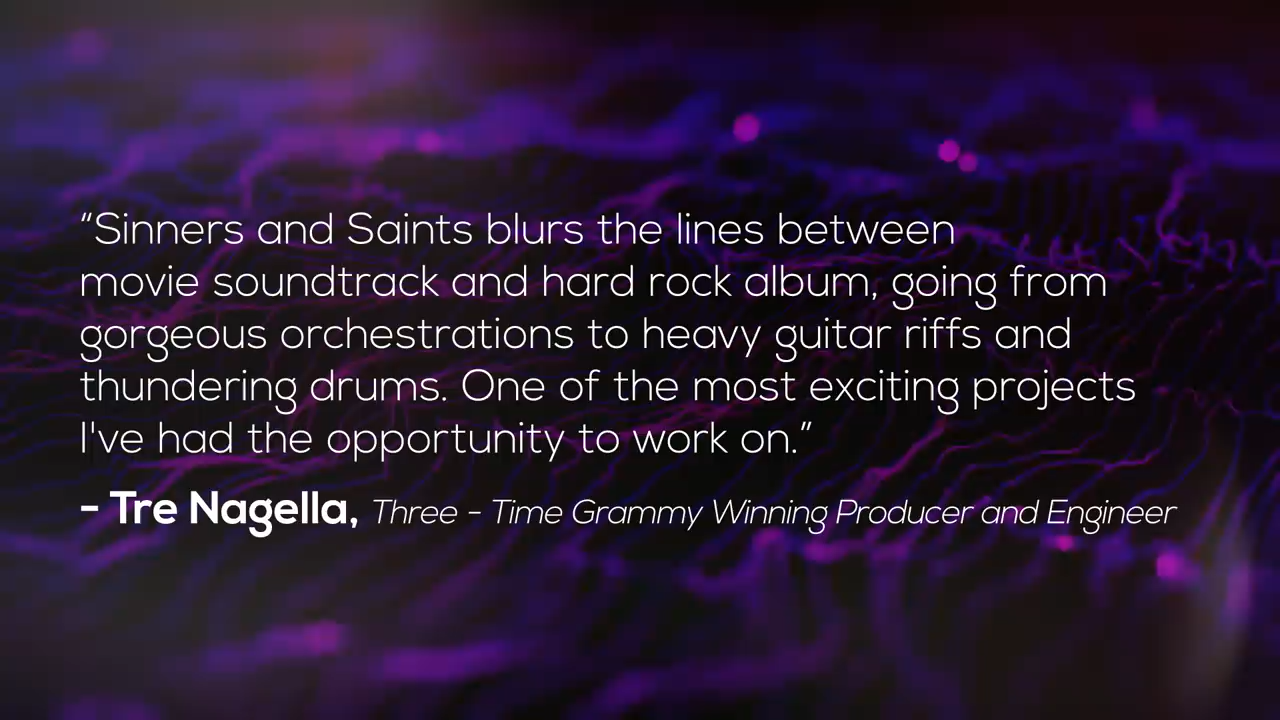 “Sinners and Saints blurs the lines between
movie soundtrack and hard rock album, going from
gorgeous orchestrations to heavy guitar riffs and
thundering drums. One of the most exciting projects
I've had the opportunity to work on.”
- Tre Nagella, Three - Time Grammy Winning Producer and Engineer